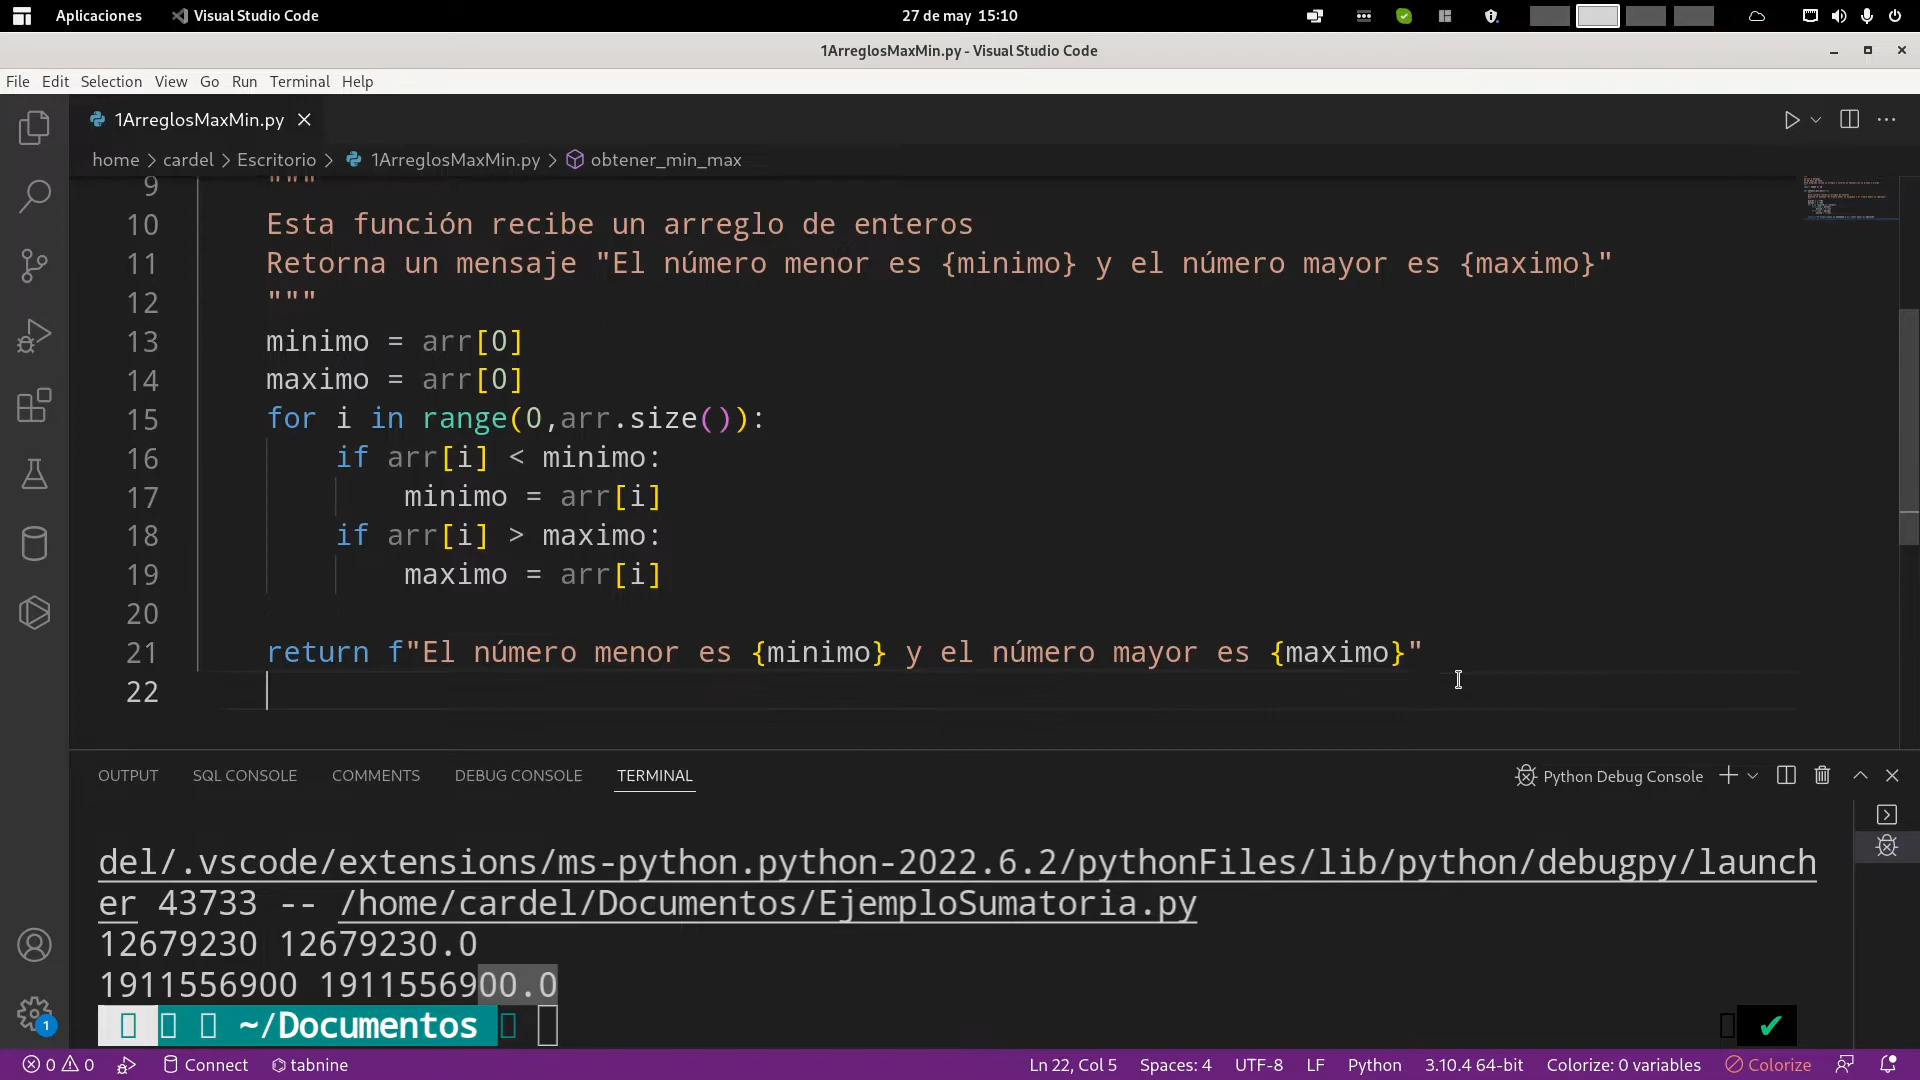 Aplicaciones Visual Studio Code 27 de may 15:10
1ArreglosMaxMin.py - Visual Studio Code
File Edit Selection View Go Run Terminal Help
1ArreglosMaxMin.py
home > cardel > Escritorio > 1ArreglosMaxMin.py > obtener_min_max
9 """
10 Esta función recibe un arreglo de enteros
11 Retorna un mensaje "El número menor es {minimo} y el número mayor es {maximo}"
12 """
13 minimo = arr[0]
14 maximo = arr[0]
15 for i in range(0,arr.size()):
16 if arr[i] < minimo:
17 minimo = arr[i]
18 if arr[i] > maximo:
19 maximo = arr[i]
20
21 return f"El número menor es {minimo} y el número mayor es {maximo}"
22
OUTPUT SQL CONSOLE COMMENTS DEBUG CONSOLE TERMINAL Python Debug Console
del/.vscode/extensions/ms-python.python-2022.6.2/pythonFiles/lib/python/debugpy/launch
er 43733 -- /home/cardel/Documentos/EjemploSumatoria.py
12679230 12679230.0
1911556900 1911556900.0
~/Documentos
1
0 0 Connect tabnine Ln 22, Col 5 Spaces: 4 UTF-8 LF Python 3.10.4 64-bit Colorize: 0 variables Colorize